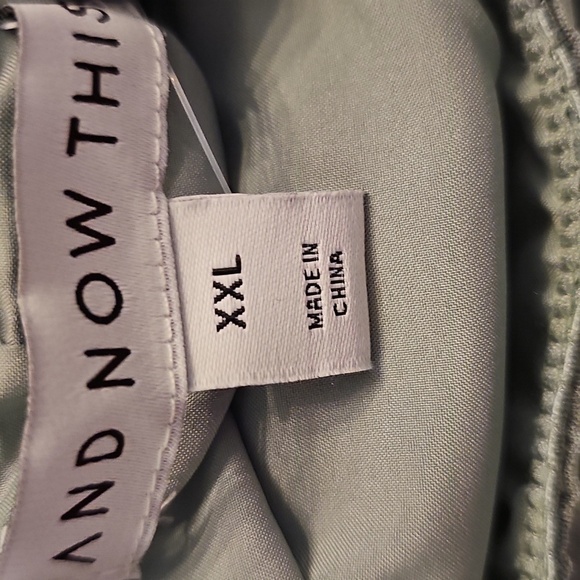 AND NOW THIS
XXL
MADE IN
CHINA